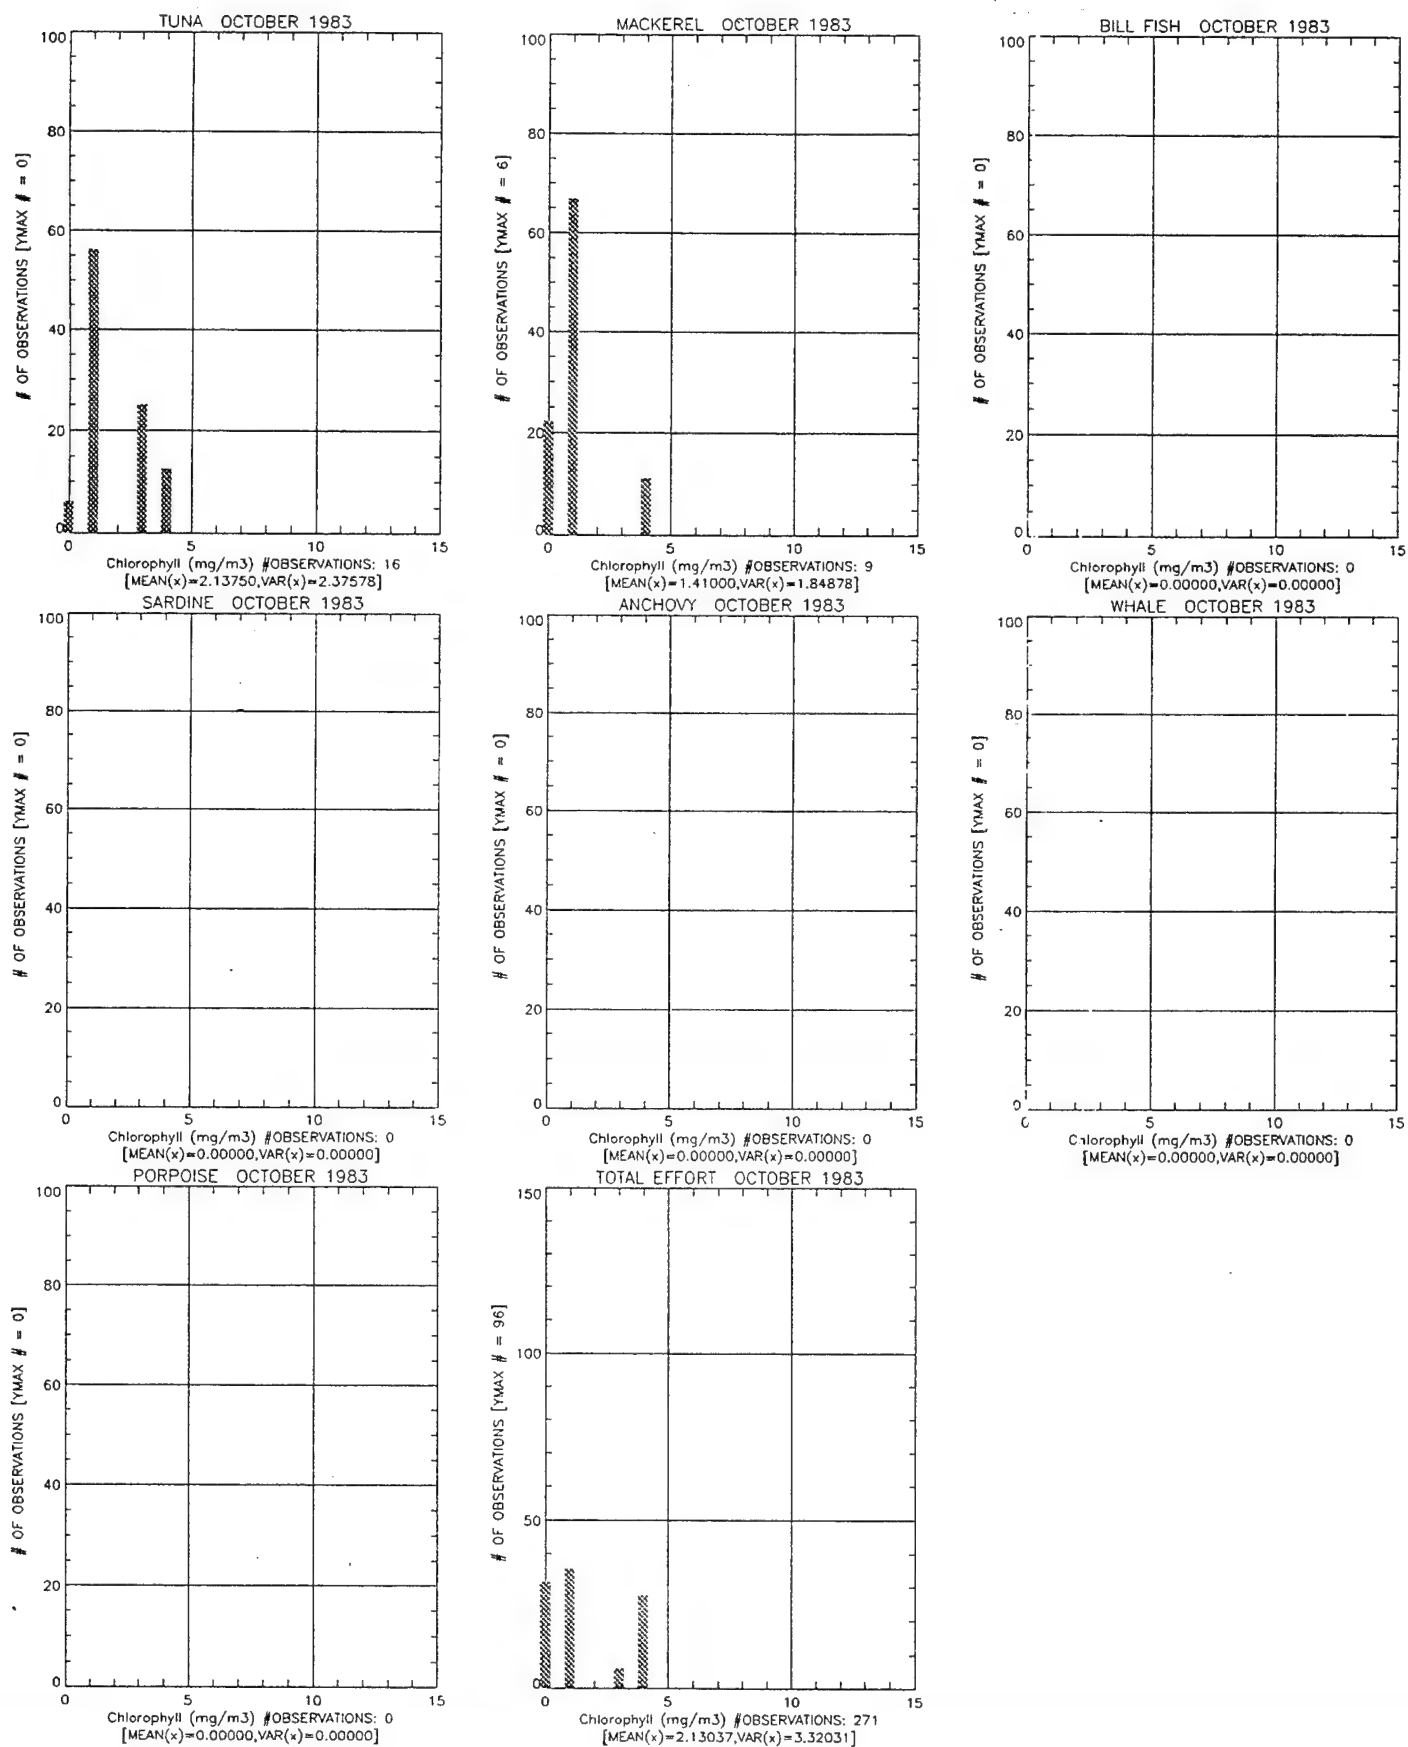 TUNA OCTOBER 1983
100
80
60
40
20
0
# OF OBSERVATIONS [YMAX # = 0]
0 5 10 15
Chlorophyll (mg/m3) #OBSERVATIONS: 16
[MEAN(x)=2.13750,VAR(x)=2.37578]
MACKEREL OCTOBER 1983
100
80
60
40
20
0
# OF OBSERVATIONS [YMAX # = 6]
0 5 10 15
Chlorophyll (mg/m3) #OBSERVATIONS: 9
[MEAN(x)=1.41000,VAR(x)=1.84878]
BILL FISH OCTOBER 1983
100
80
60
40
20
0
# OF OBSERVATIONS [YMAX # = 0]
0 5 10 15
Chlorophyll (mg/m3) #OBSERVATIONS: 0
[MEAN(x)=0.00000,VAR(x)=0.00000]
SARDINE OCTOBER 1983
100
80
60
40
20
0
# OF OBSERVATIONS [YMAX # = 0]
0 5 10 15
Chlorophyll (mg/m3) #OBSERVATIONS: 0
[MEAN(x)=0.00000,VAR(x)=0.00000]
ANCHOVY OCTOBER 1983
100
80
60
40
20
0
# OF OBSERVATIONS [YMAX # = 0]
0 5 10 15
Chlorophyll (mg/m3) #OBSERVATIONS: 0
[MEAN(x)=0.00000,VAR(x)=0.00000]
WHALE OCTOBER 1983
100
80
60
40
20
0
# OF OBSERVATIONS [YMAX # = 0]
0 5 10 15
Chlorophyll (mg/m3) #OBSERVATIONS: 0
[MEAN(x)=0.00000,VAR(x)=0.00000]
PORPOISE OCTOBER 1983
100
80
60
40
20
0
# OF OBSERVATIONS [YMAX # = 0]
0 5 10 15
Chlorophyll (mg/m3) #OBSERVATIONS: 0
[MEAN(x)=0.00000,VAR(x)=0.00000]
TOTAL EFFORT OCTOBER 1983
150
100
50
0
# OF OBSERVATIONS [YMAX # = 96]
0 5 10 15
Chlorophyll (mg/m3) #OBSERVATIONS: 271
[MEAN(x)=2.13037,VAR(x)=3.32031]